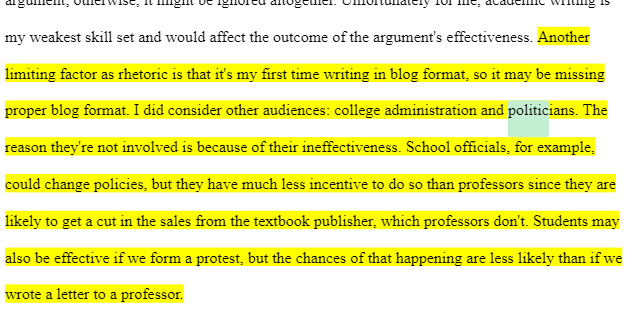 argument, otherwise, it might be ignored altogether. Unfortunately for me, academic writing is
my weakest skill set and would affect the outcome of the argument's effectiveness. Another
limiting factor as rhetoric is that it's my first time writing in blog format, so it may be missing
proper blog format. I did consider other audiences: college administration and politicians. The
reason they're not involved is because of their ineffectiveness. School officials, for example,
could change policies, but they have much less incentive to do so than professors since they are
likely to get a cut in the sales from the textbook publisher, which professors don't. Students may
also be effective if we form a protest, but the chances of that happening are less likely than if we
wrote a letter to a professor.